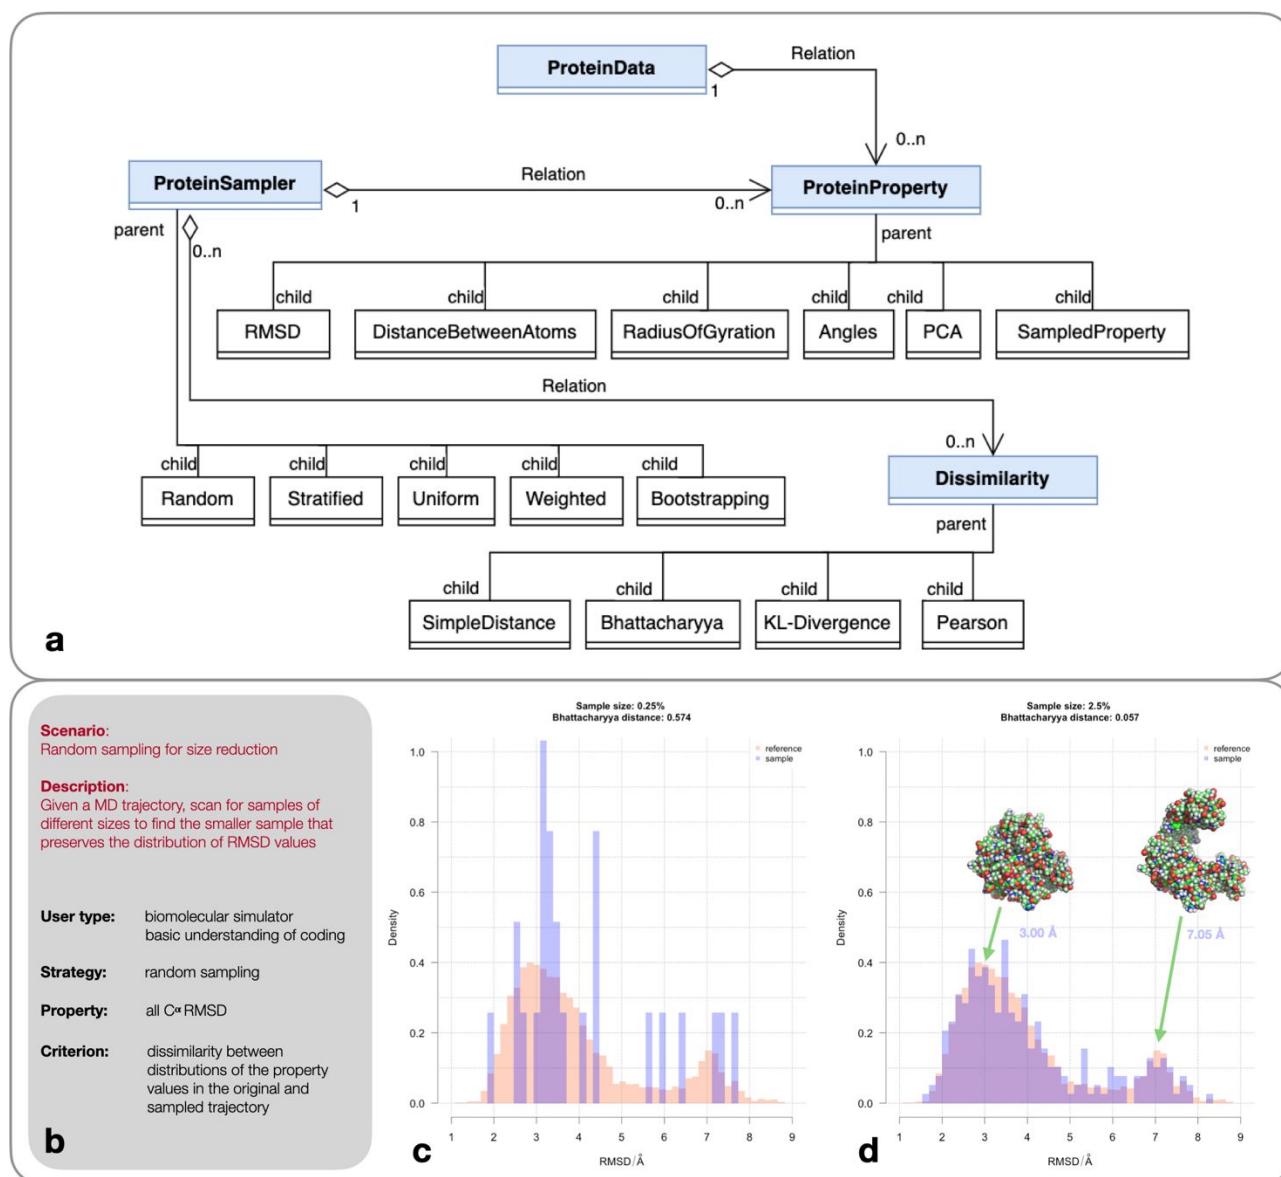 ProteinData
Relation
1
0..n
ProteinSampler
Relation
ProteinProperty
1
0..n
parent
0..n
parent
child
child
child
child
child
child
RMSD
DistanceBetweenAtoms
RadiusOfGyration
Angles
PCA
SampledProperty
Relation
0..n
child
child
child
child
child
Random
Stratified
Uniform
Weighted
Bootstrapping
Dissimilarity
parent
child
child
child
child
SimpleDistance
Bhattacharyya
KL-Divergence
Pearson
a
Scenario:
Random sampling for size reduction
Description:
Given a MD trajectory, scan for samples of
different sizes to find the smaller sample that
preserves the distribution of RMSD values
User type: biomolecular simulator
basic understanding of coding
Strategy: random sampling
Property: all Cα RMSD
Criterion: dissimilarity between
distributions of the property
values in the original and
sampled trajectory
b
Sample size: 0.25%
Bhattacharyya distance: 0.574
reference
sample
1.0
0.8
0.6
0.4
0.2
0.0
Density
1 2 3 4 5 6 7 8 9
RMSD/Å
c
Sample size: 2.5%
Bhattacharyya distance: 0.057
reference
sample
1.0
0.8
0.6
0.4
0.2
0.0
Density
3.00 Å
7.05 Å
1 2 3 4 5 6 7 8 9
RMSD/Å
d